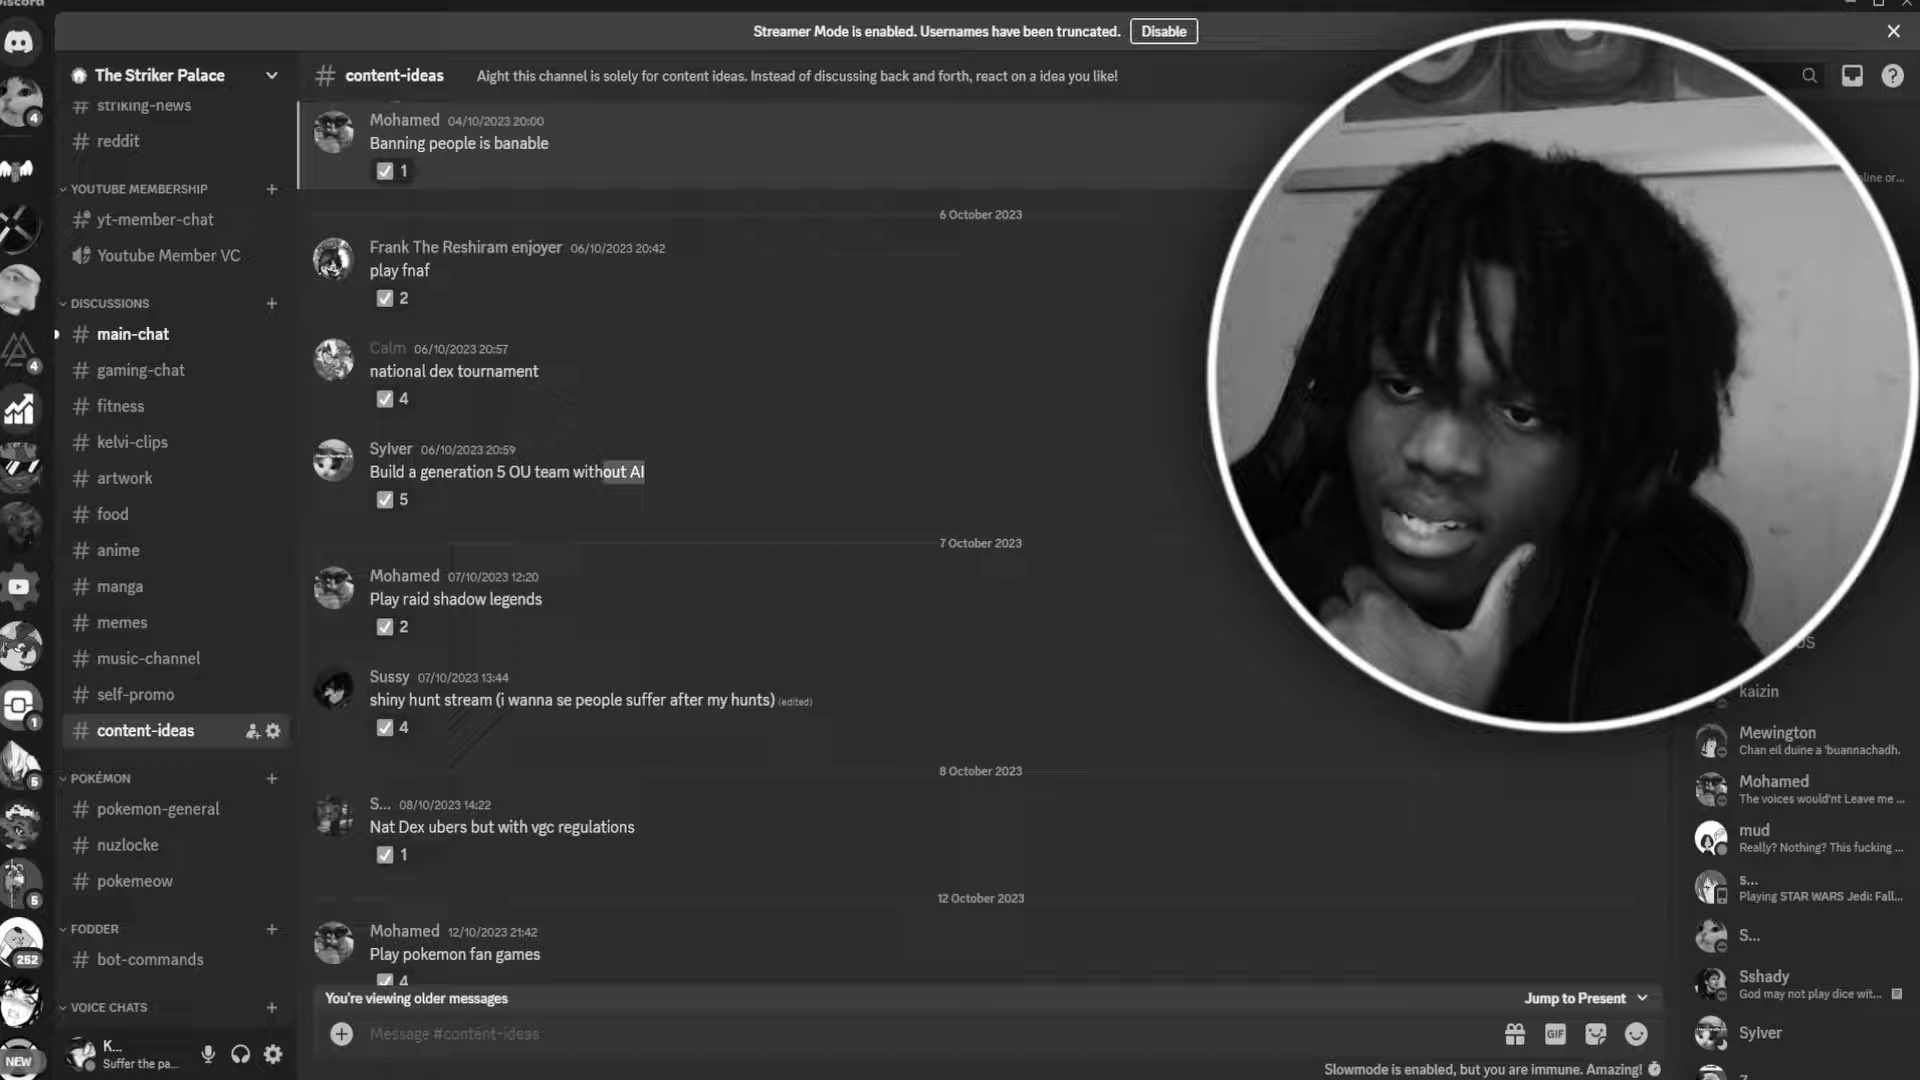 Discord
Streamer Mode is enabled. Usernames have been truncated.
Disable
The Striker Palace
striking-news
reddit
YOUTUBE MEMBERSHIP
yt-member-chat
Youtube Member VC
DISCUSSIONS
main-chat
gaming-chat
fitness
kelvi-clips
artwork
food
anime
manga
memes
music-channel
self-promo
content-ideas
POKÉMON
pokemon-general
nuzlocke
pokemeow
FODDER
bot-commands
VOICE CHATS
K...
Suffer the pa...
4
4
1
5
5
252
NEW
content-ideas
Aight this channel is solely for content ideas. Instead of discussing back and forth, react on a idea you like!
Mohamed 04/10/2023 20:00
Banning people is banable
1
6 October 2023
Frank The Reshiram enjoyer 06/10/2023 20:42
play fnaf
2
Calm 06/10/2023 20:57
national dex tournament
4
Sylver 06/10/2023 20:59
Build a generation 5 OU team without AI
5
7 October 2023
Mohamed 07/10/2023 12:20
Play raid shadow legends
2
Sussy 07/10/2023 13:44
shiny hunt stream (i wanna se people suffer after my hunts) (edited)
4
8 October 2023
S... 08/10/2023 14:22
Nat Dex ubers but with vgc regulations
1
12 October 2023
Mohamed 12/10/2023 21:42
Play pokemon fan games
4
You're viewing older messages
Jump to Present
Message #content-ideas
GIF
Slowmode is enabled, but you are immune. Amazing!
or...
kaizin
Mewington
Chan eil duine a 'buannachadh.
Mohamed
The voices would'nt Leave me ...
mud
Really? Nothing? This fucking ...
s...
Playing STAR WARS Jedi: Fall...
S...
Sshady
God may not play dice wit...
Sylver